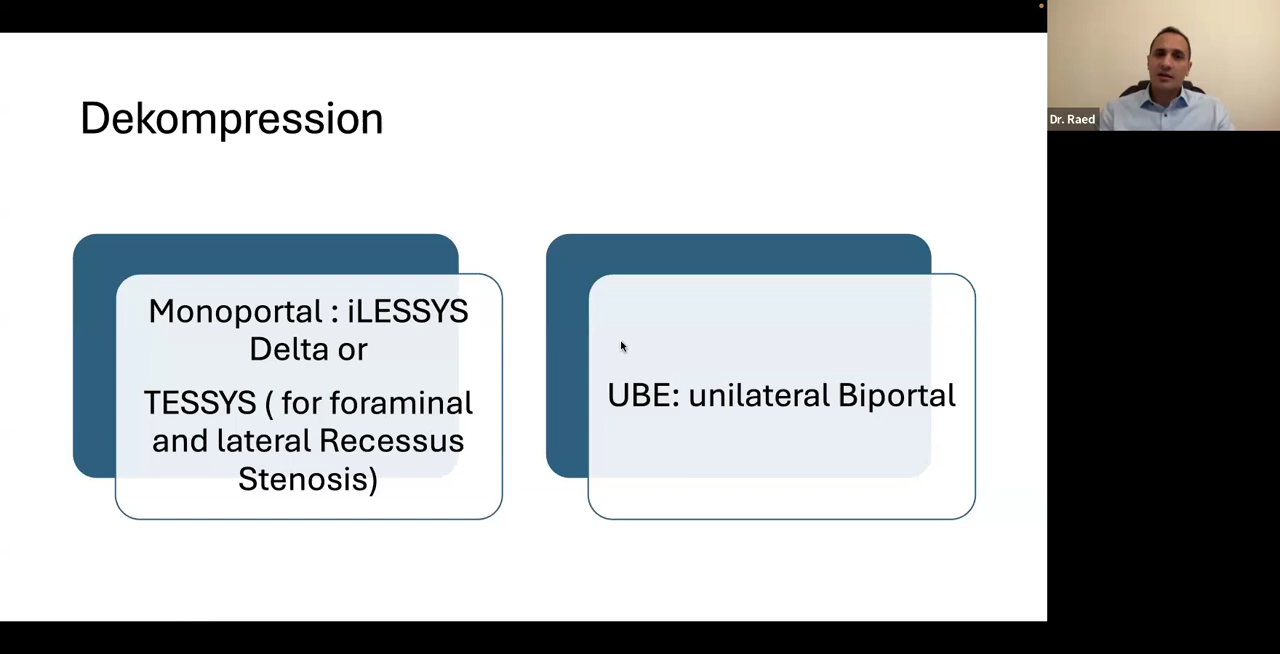 Dekompression
Monoportal : iLESSYS
Delta or
TESSYS ( for foraminal
and lateral Recessus
Stenosis)
UBE: unilateral Biportal
Dr. Raed